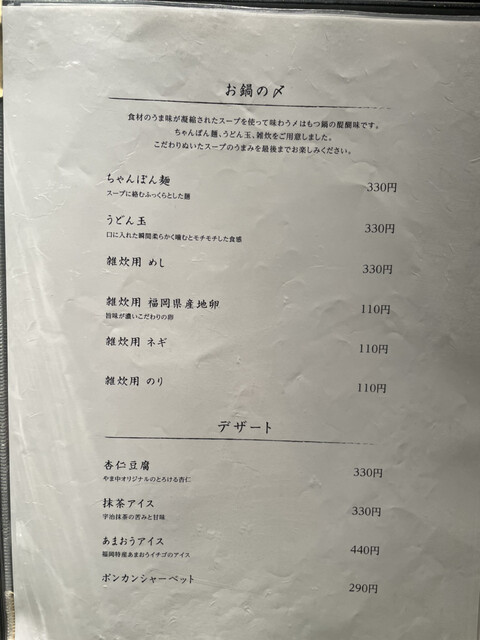 お鍋の〆
食材のうま味が凝縮されたスープを使って味わう〆はもつ鍋の醍醐味です。
ちゃんぽん麺、うどん玉、雑炊をご用意しました。
こだわりぬいたスープのうまみを最後までお楽しみください。
ちゃんぽん麺 330円
スープに絡むふっくらとした麺
うどん玉 330円
口に入れた瞬間柔らかく噛むとモチモチした食感
雑炊用 めし 330円
雑炊用 福岡県産地卵 110円
旨味が濃いこだわりの卵
雑炊用 ネギ 110円
雑炊用 のり 110円
デザート
杏仁豆腐 330円
やま中オリジナルのとろける杏仁
抹茶アイス 330円
宇治抹茶の苦みと甘味
あまおうアイス 440円
福岡特産あまおうイチゴのアイス
ポンカンシャーベット 290円